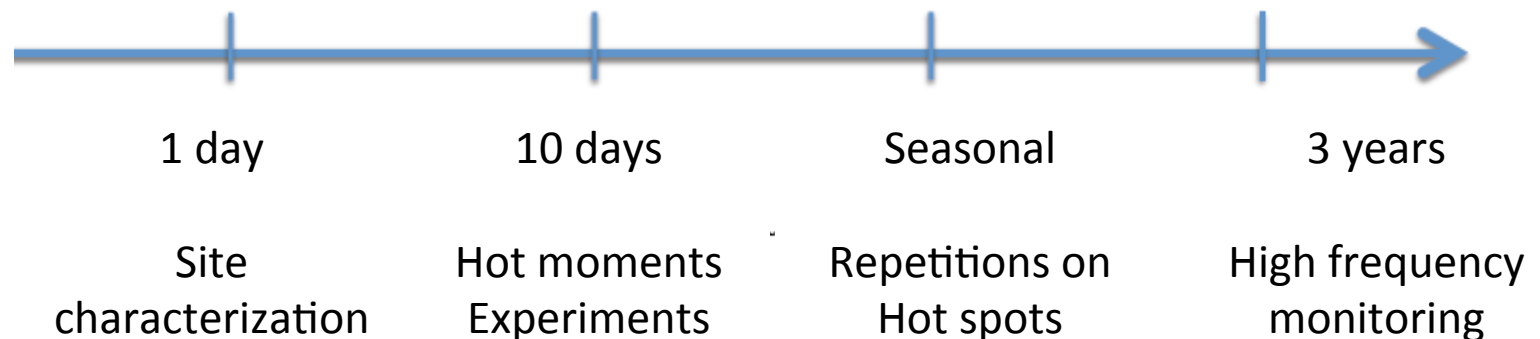 1 day
10 days
Seasonal
3 years
Site
characterization
Hot moments
Experiments
Repetitions on
Hot spots
High frequency
monitoring